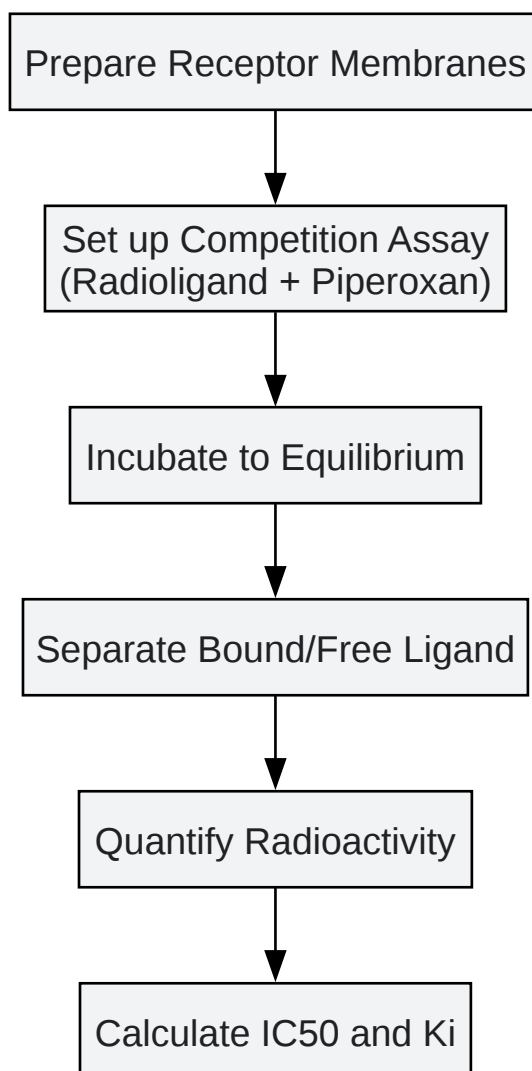 Prepare Receptor Membranes
Set up Competition Assay
(Radioligand + Piperoxan)
Incubate to Equilibrium
Separate Bound/Free Ligand
Quantify Radioactivity
Calculate IC50 and Ki